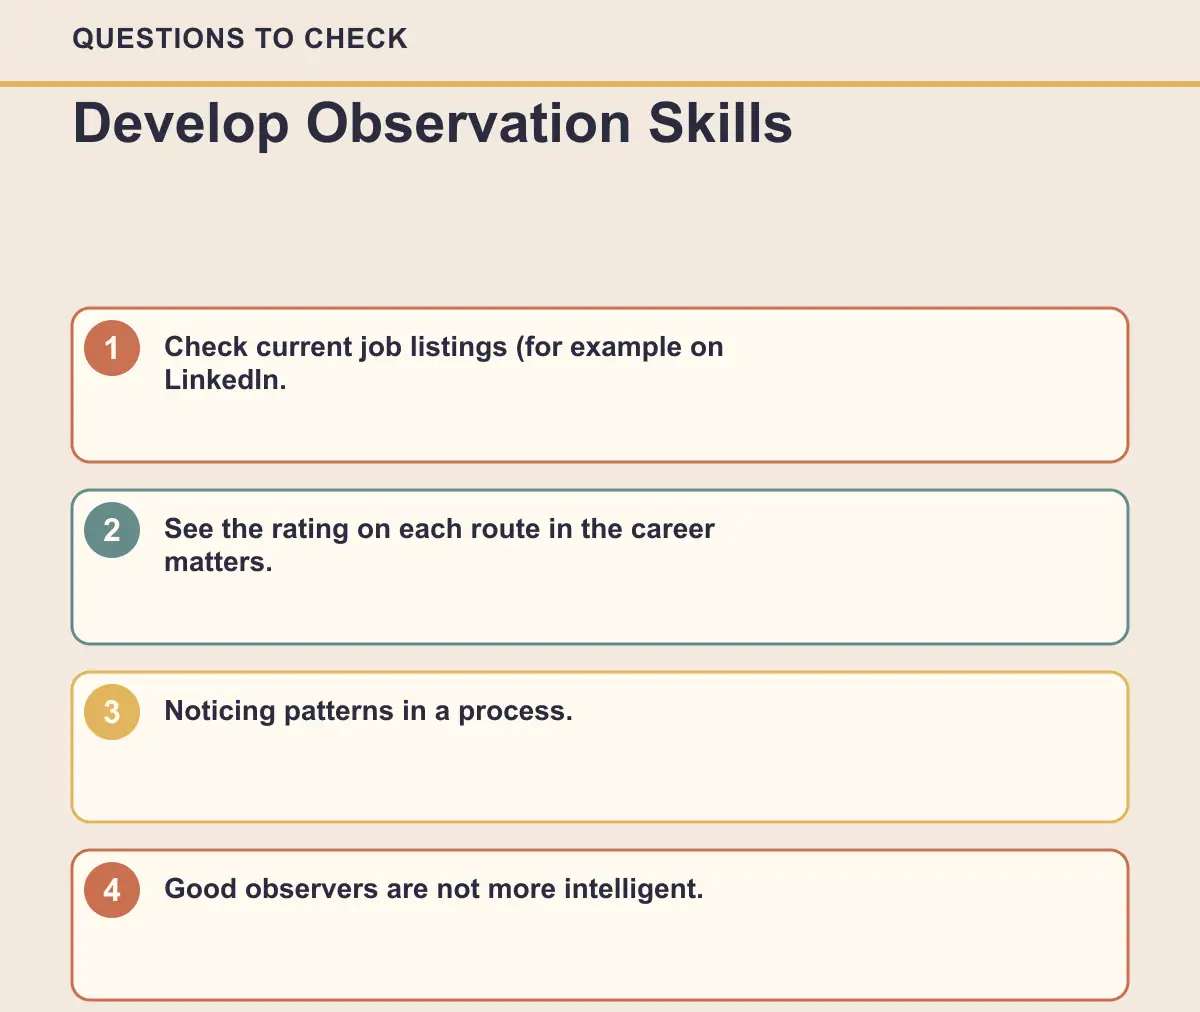 QUESTIONS TO CHECK
Develop Observation Skills
1
Check current job listings (for example on
LinkedIn.
2
See the rating on each route in the career
matters.
3
Noticing patterns in a process.
4
Good observers are not more intelligent.